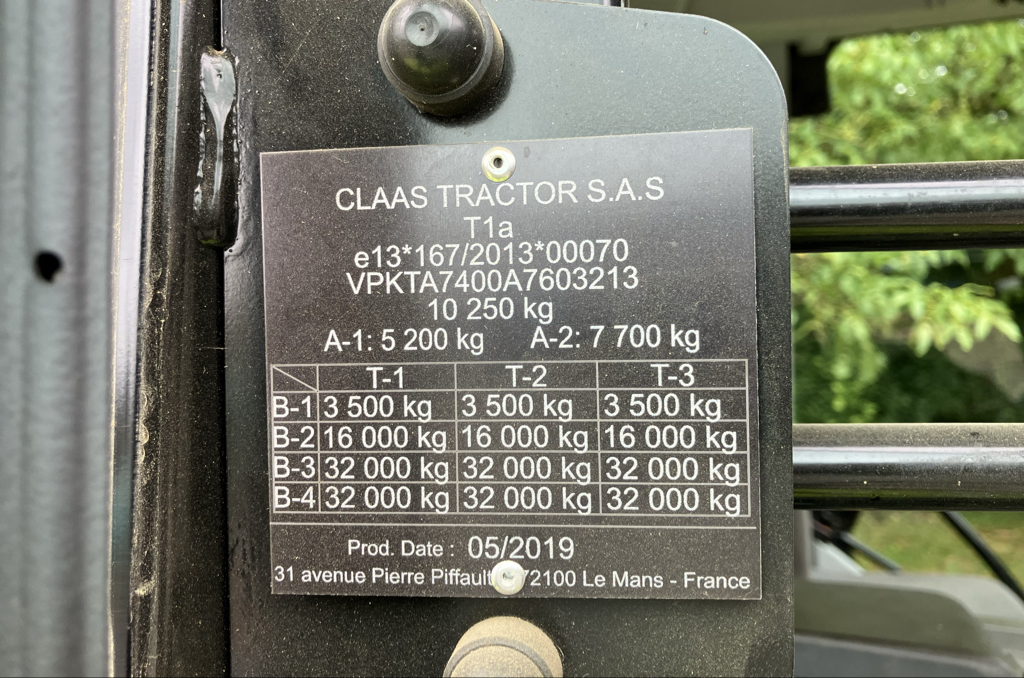 CLAAS TRACTOR S.A.S
T1a
e13*167/2013*00070
VPKTA7400A7603213
10 250 kg
A-1: 5 200 kg A-2: 7 700 kg
T-1 T-2 T-3
B-1 3 500 kg 3 500 kg 3 500 kg
B-2 16 000 kg 16 000 kg 16 000 kg
B-3 32 000 kg 32 000 kg 32 000 kg
B-4 32 000 kg 32 000 kg 32 000 kg
Prod. Date : 05/2019
31 avenue Pierre Piffault 72100 Le Mans - France